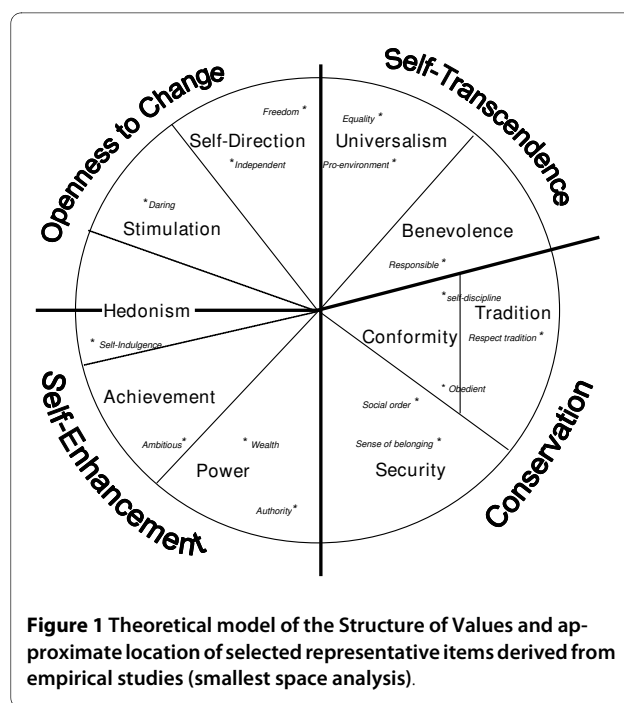 Openness to Change
Self-Transcendence
Freedom *
Equality *
Self-Direction
Universalism
* Independent
Pro-environment *
* Daring
Stimulation
Benevolence
Responsible *
* self-discipline
Hedonism
Tradition
Conformity
Respect tradition *
* Self-Indulgence
Achievement
* Obedient
Social order *
Ambitious *
* Wealth
Sense of belonging *
Power
Security
Authority *
Self-Enhancement
Conservation
Figure 1 Theoretical model of the Structure of Values and ap-
proximate location of selected representative items derived from
empirical studies (smallest space analysis).